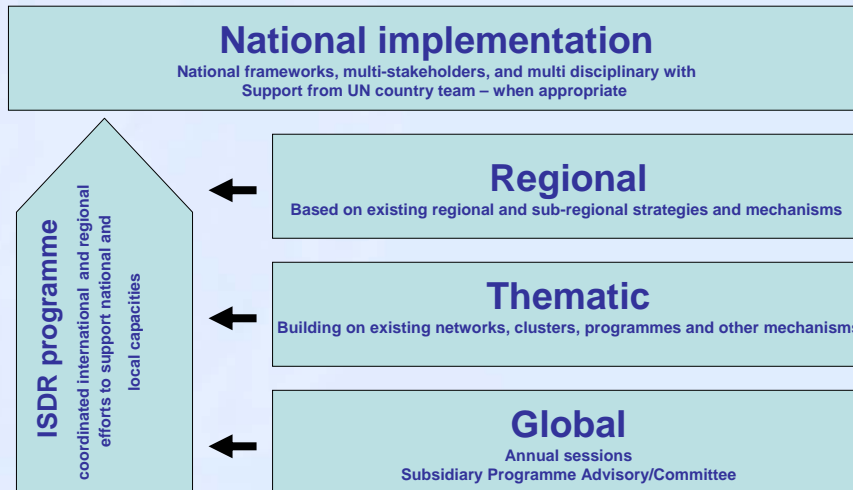 National implementation
National frameworks, multi-stakeholders, and multi disciplinary with
Support from UN country team – when appropriate
ISDR programme
coordinated international and regional
efforts to support national and
local capacities
Regional
Based on existing regional and sub-regional strategies and mechanisms
Thematic
Building on existing networks, clusters, programmes and other mechanisms
Global
Annual sessions
Subsidiary Programme Advisory/Committee